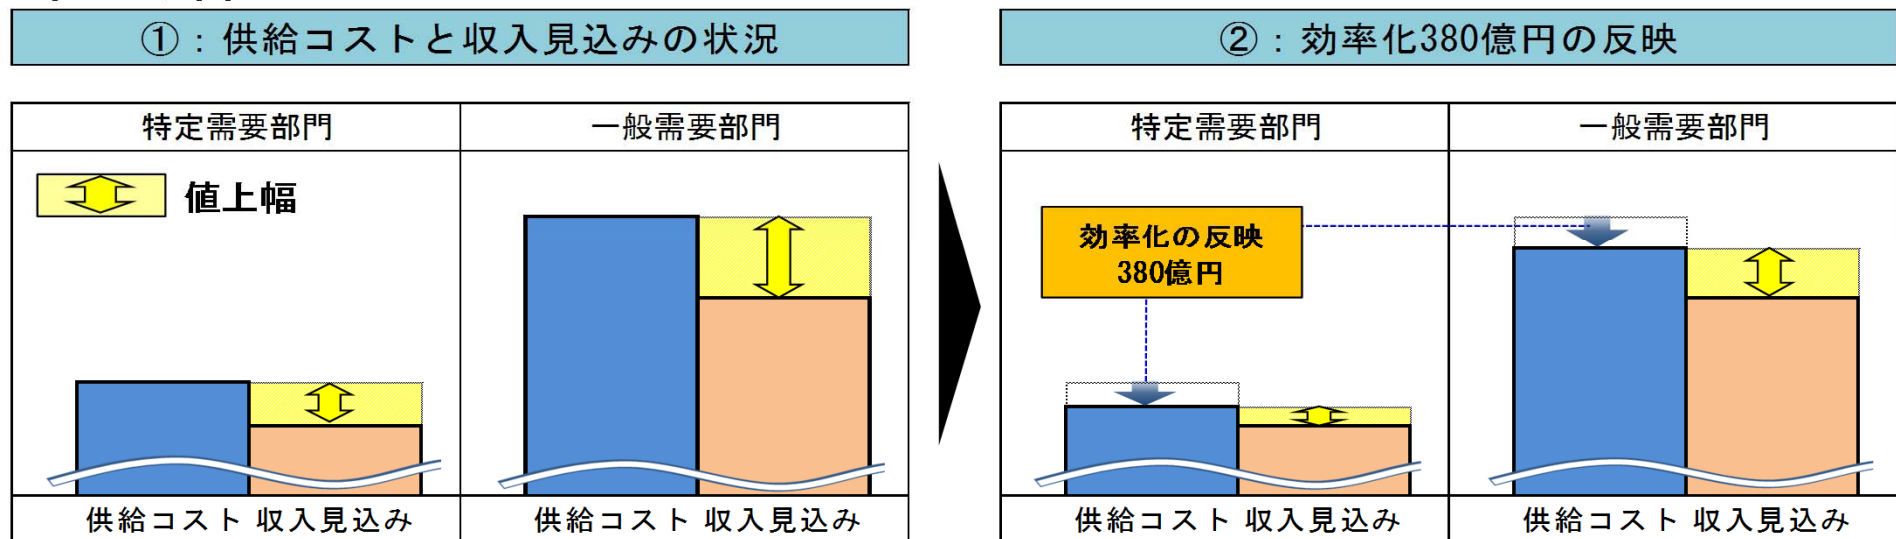 ①：供給コストと収入見込みの状況
特定需要部門
一般需要部門
値上幅
供給コスト
収入見込み
供給コスト
収入見込み
②：効率化380億円の反映
特定需要部門
一般需要部門
効率化の反映
380億円
供給コスト
収入見込み
供給コスト
収入見込み